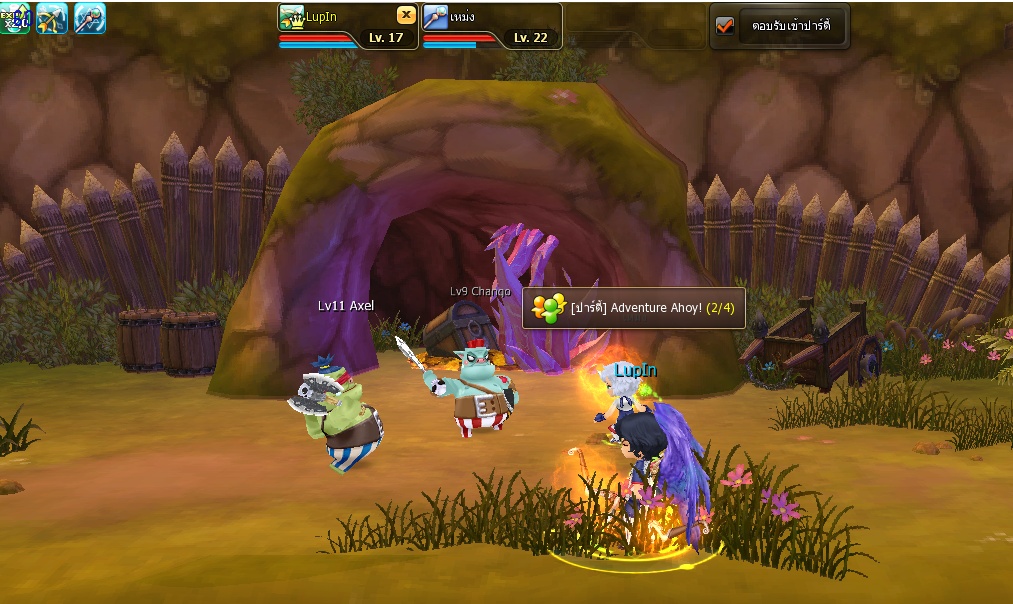 LupIn
Lv. 17
เหม่ง
Lv. 22
ตอบรับเข้าปาร์ตี้
Lv9 Chanqo
Lv11 Axel
[ปาร์ตี้] Adventure Ahoy! (2/4)
LupIn